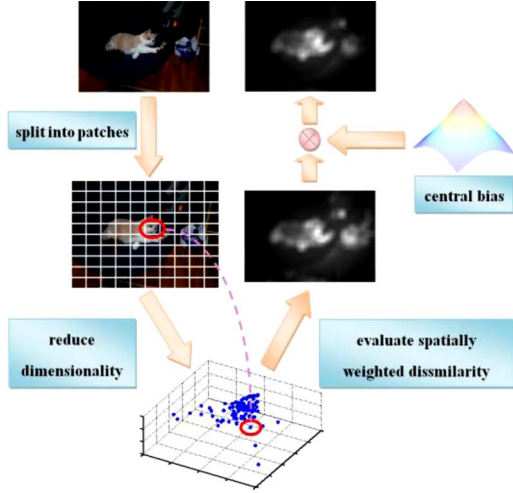 split into patches
central bias
reduce
dimensionality
evaluate spatially
weighted dissmilarity